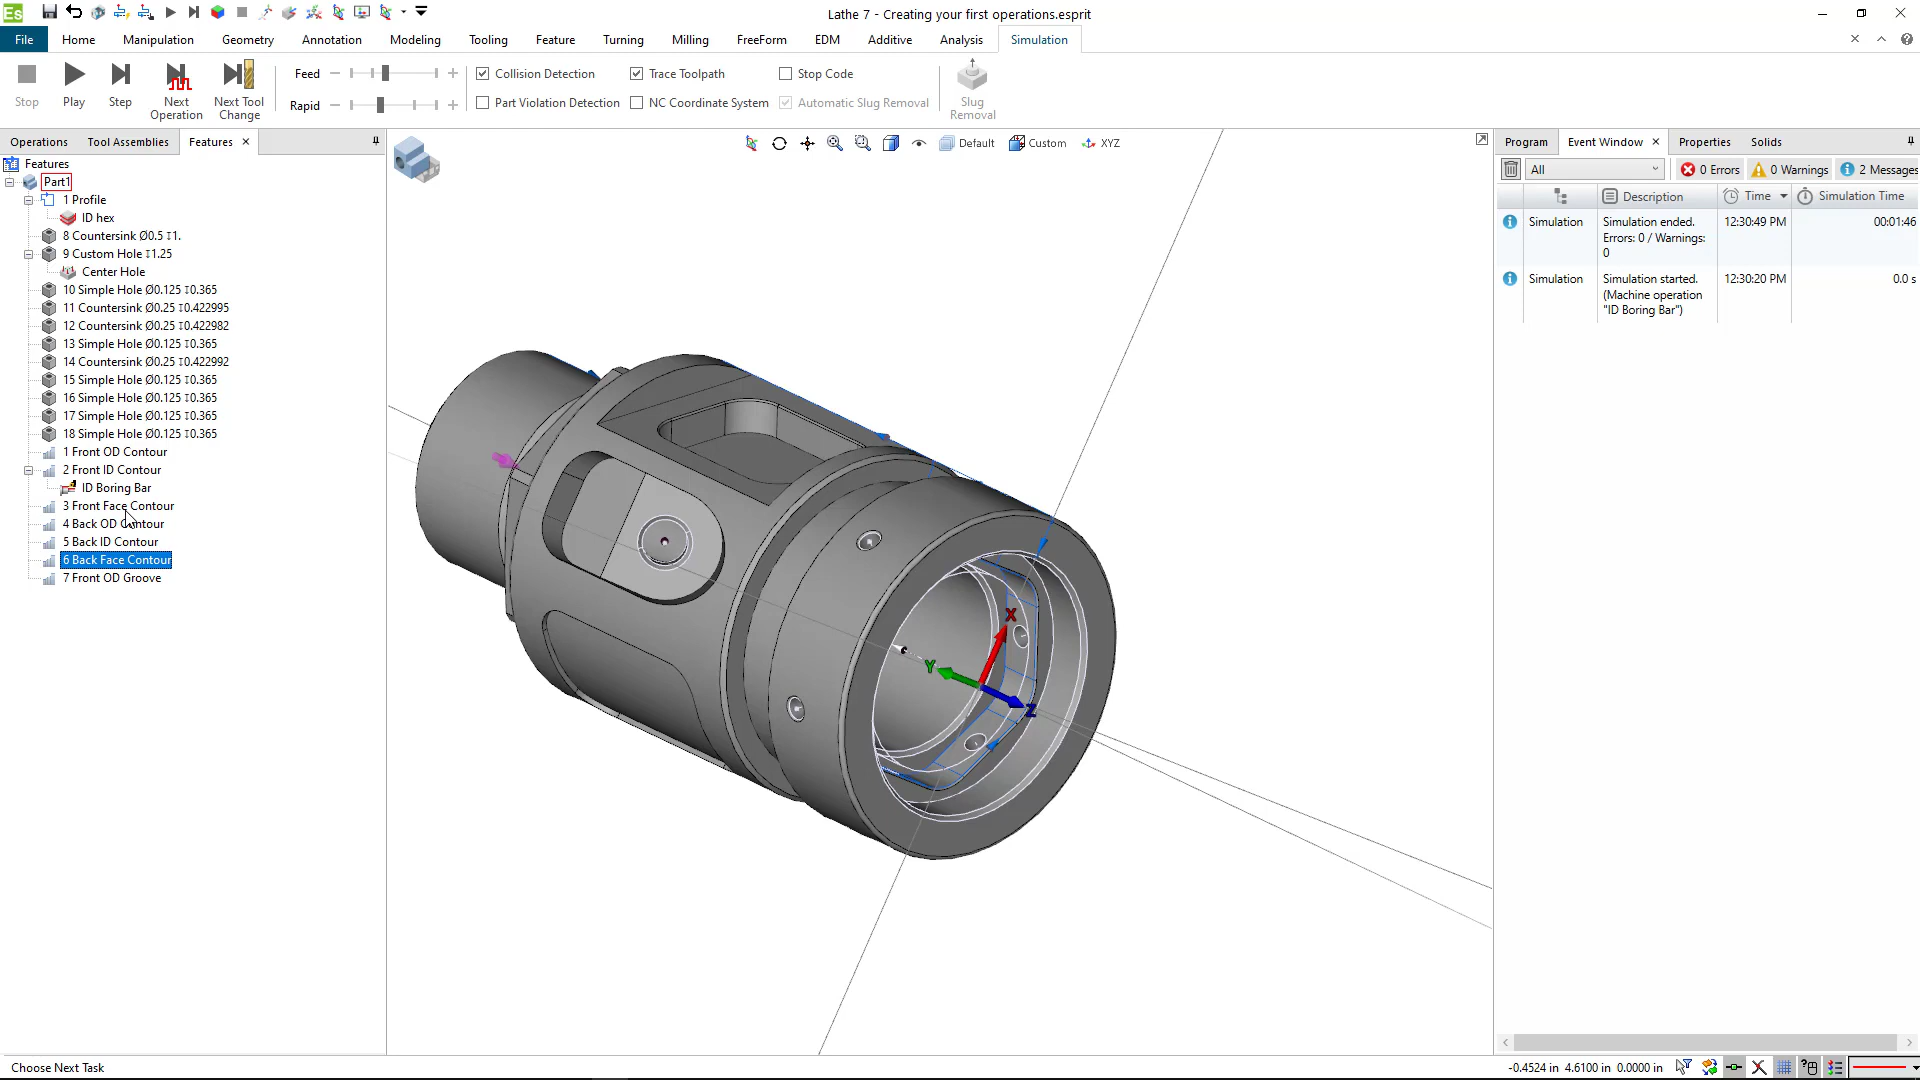 Es
Lathe 7 - Creating your first operations.esprit
File Home Manipulation Geometry Annotation Modeling Tooling Feature Turning Milling FreeForm EDM Additive Analysis Simulation
Stop
Play
Step
Next Operation
Next Tool Change
Feed
Rapid
Collision Detection
Trace Toolpath
Stop Code
Part Violation Detection
NC Coordinate System
Automatic Slug Removal
Slug Removal
Operations Tool Assemblies Features
Features
Part1
1 Profile
ID hex
8 Countersink Ø0.5 ↧1.
9 Custom Hole ↧1.25
Center Hole
10 Simple Hole Ø0.125 ↧0.365
11 Countersink Ø0.25 ↧0.422995
12 Countersink Ø0.25 ↧0.422982
13 Simple Hole Ø0.125 ↧0.365
14 Countersink Ø0.25 ↧0.422992
15 Simple Hole Ø0.125 ↧0.365
16 Simple Hole Ø0.125 ↧0.365
17 Simple Hole Ø0.125 ↧0.365
18 Simple Hole Ø0.125 ↧0.365
1 Front OD Contour
2 Front ID Contour
ID Boring Bar
3 Front Face Contour
4 Back OD Contour
5 Back ID Contour
6 Back Face Contour
7 Front OD Groove
Default Custom XYZ
X
Y
Z
Program Event Window Properties Solids
All 0 Errors 0 Warnings 2 Messages
Description Time Simulation Time
Simulation Simulation ended. 12:30:49 PM 00:01:46
Errors: 0 / Warnings:
0
Simulation Simulation started. 12:30:20 PM 0.0 s
(Machine operation
"ID Boring Bar")
Choose Next Task
-0.4524 in 4.6100 in 0.0000 in